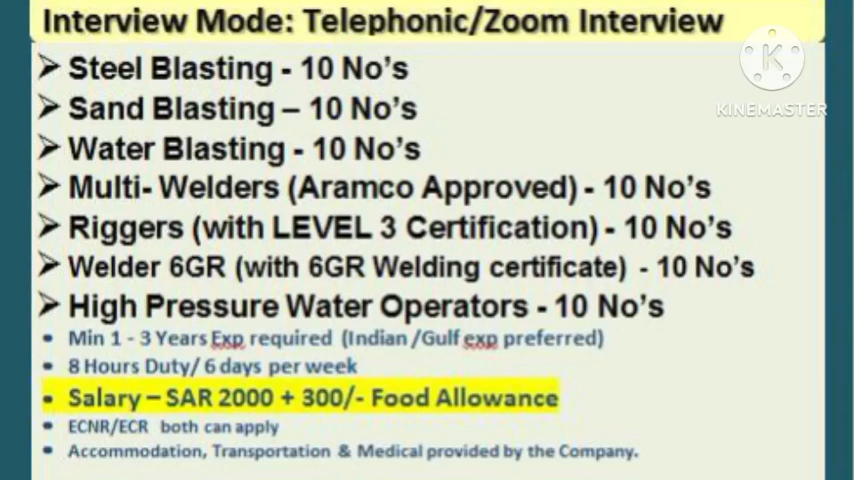 Interview Mode: Telephonic/Zoom Interview
➢ Steel Blasting - 10 No's
➢ Sand Blasting – 10 No's
➢ Water Blasting - 10 No's
➢ Multi- Welders (Aramco Approved) - 10 No's
➢ Riggers (with LEVEL 3 Certification) - 10 No's
➢ Welder 6GR (with 6GR Welding certificate) - 10 No's
➢ High Pressure Water Operators - 10 No's
• Min 1 - 3 Years Exp required (Indian /Gulf exp preferred)
• 8 Hours Duty/ 6 days per week
• Salary – SAR 2000 + 300/- Food Allowance
• ECNR/ECR both can apply
• Accommodation, Transportation & Medical provided by the Company.
K
KINEMASTER